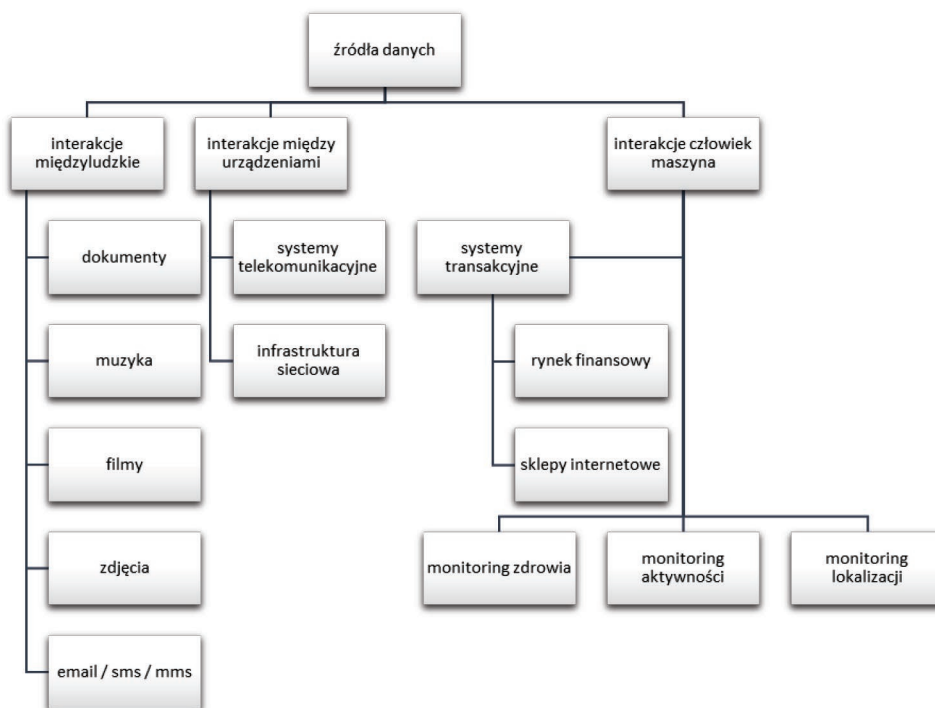 źródła danych
interakcje
międzyludzkie
interakcje między
urządzeniami
interakcje człowiek
maszyna
dokumenty
systemy
telekomunikacyjne
systemy
transakcyjne
muzyka
infrastruktura
sieciowa
rynek finansowy
filmy
sklepy internetowe
zdjęcia
monitoring zdrowia
monitoring
aktywności
monitoring
lokalizacji
email / sms / mms